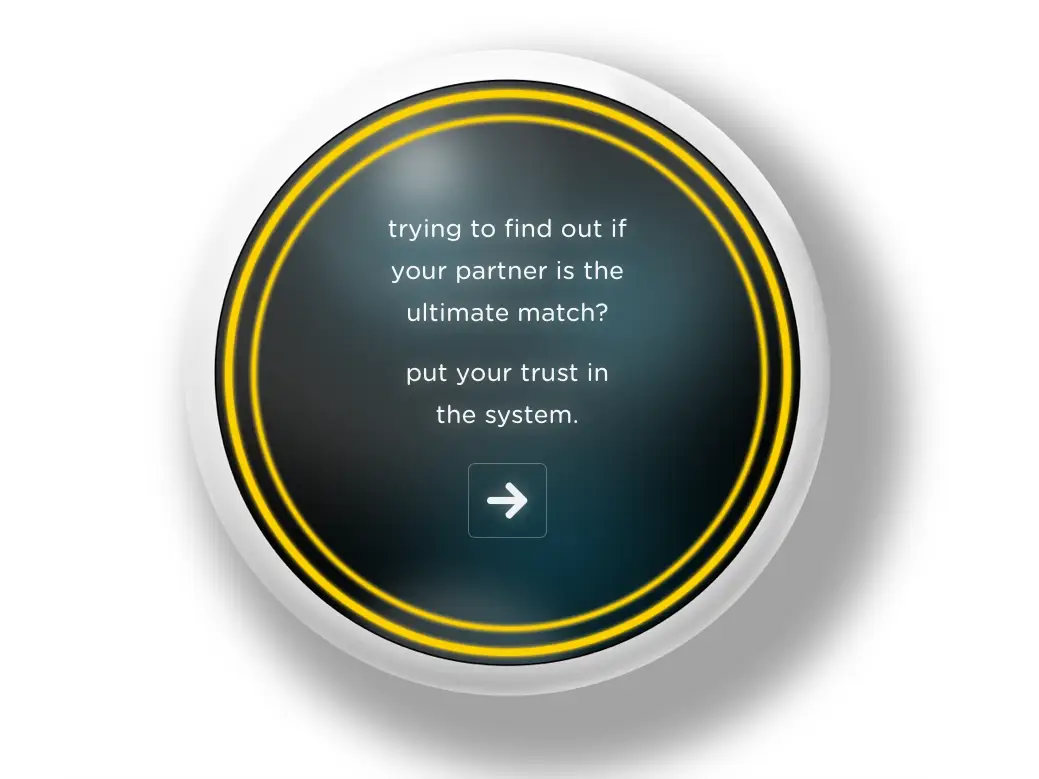 trying to find out if
your partner is the
ultimate match?
put your trust in
the system.